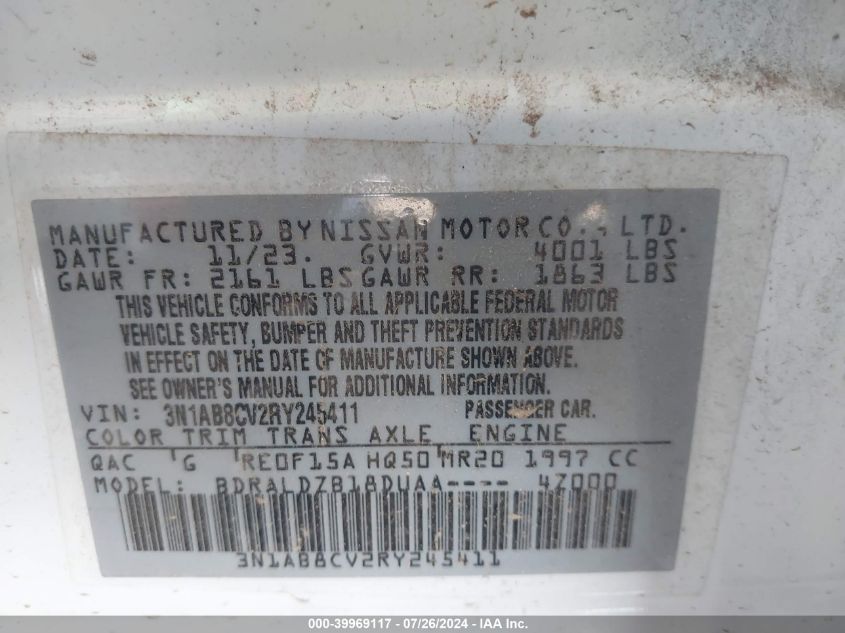 MANUFACTURED BY NISSAN MOTOR CO., LTD.
DATE: 11/23. GVWR: 4001 LBS
GAWR FR: 2161 LBS GAWR RR: 1863 LBS
THIS VEHICLE CONFORMS TO ALL APPLICABLE FEDERAL MOTOR
VEHICLE SAFETY, BUMPER AND THEFT PREVENTION STANDARDS
IN EFFECT ON THE DATE OF MANUFACTURE SHOWN ABOVE.
SEE OWNER'S MANUAL FOR ADDITIONAL INFORMATION.
VIN: 3N1AB8CV2RY245411 PASSENGER CAR.
COLOR TRIM TRANS AXLE ENGINE
QAC G RE0F15A HQ50 MR20 1997 CC
MODEL: BDRALDZB18DUAA---- 4Z000
3N1AB8CV2RY245411
000-39969117 - 07/26/2024 - IAA Inc.